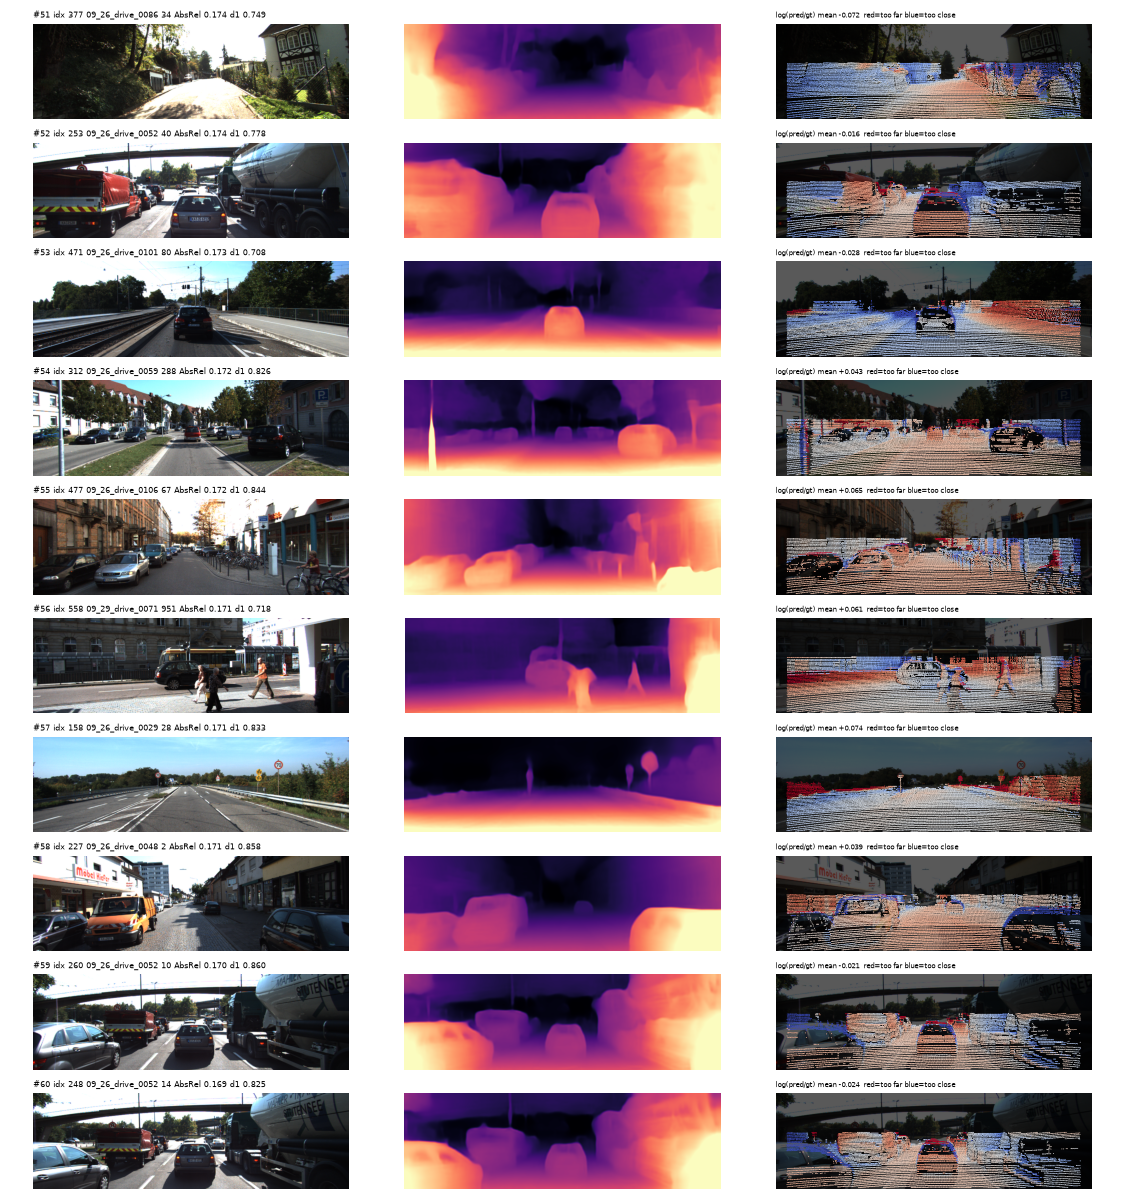 #51 idx 377 09_26_drive_0086 34 AbsRel 0.174 d1 0.749
log(pred/gt) mean -0.072 red=too far blue=too close
#52 idx 253 09_26_drive_0052 40 AbsRel 0.174 d1 0.778
log(pred/gt) mean -0.016 red=too far blue=too close
#53 idx 471 09_26_drive_0101 80 AbsRel 0.173 d1 0.708
log(pred/gt) mean -0.028 red=too far blue=too close
#54 idx 312 09_26_drive_0059 288 AbsRel 0.172 d1 0.826
log(pred/gt) mean +0.043 red=too far blue=too close
P
#55 idx 477 09_26_drive_0106 67 AbsRel 0.172 d1 0.844
log(pred/gt) mean +0.065 red=too far blue=too close
#56 idx 558 09_29_drive_0071 951 AbsRel 0.171 d1 0.718
log(pred/gt) mean +0.061 red=too far blue=too close
#57 idx 158 09_26_drive_0029 28 AbsRel 0.171 d1 0.833
log(pred/gt) mean +0.074 red=too far blue=too close
#58 idx 227 09_26_drive_0048 2 AbsRel 0.171 d1 0.858
log(pred/gt) mean +0.039 red=too far blue=too close
Möbel Kiefer
#59 idx 260 09_26_drive_0052 10 AbsRel 0.170 d1 0.860
log(pred/gt) mean -0.021 red=too far blue=too close
#60 idx 248 09_26_drive_0052 14 AbsRel 0.169 d1 0.825
log(pred/gt) mean -0.024 red=too far blue=too close